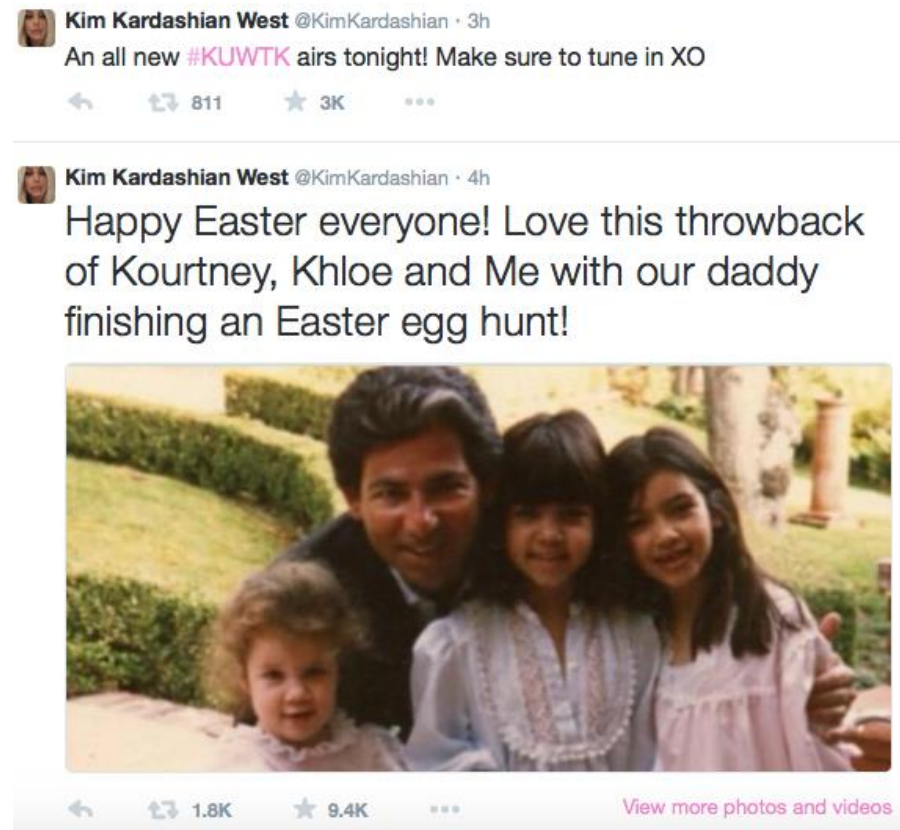 Kim Kardashian West @KimKardashian · 3h
An all new #KUWTK airs tonight! Make sure to tune in XO
811 3K
Kim Kardashian West @KimKardashian · 4h
Happy Easter everyone! Love this throwback
of Kourtney, Khloe and Me with our daddy
finishing an Easter egg hunt!
1.8K 9.4K View more photos and videos